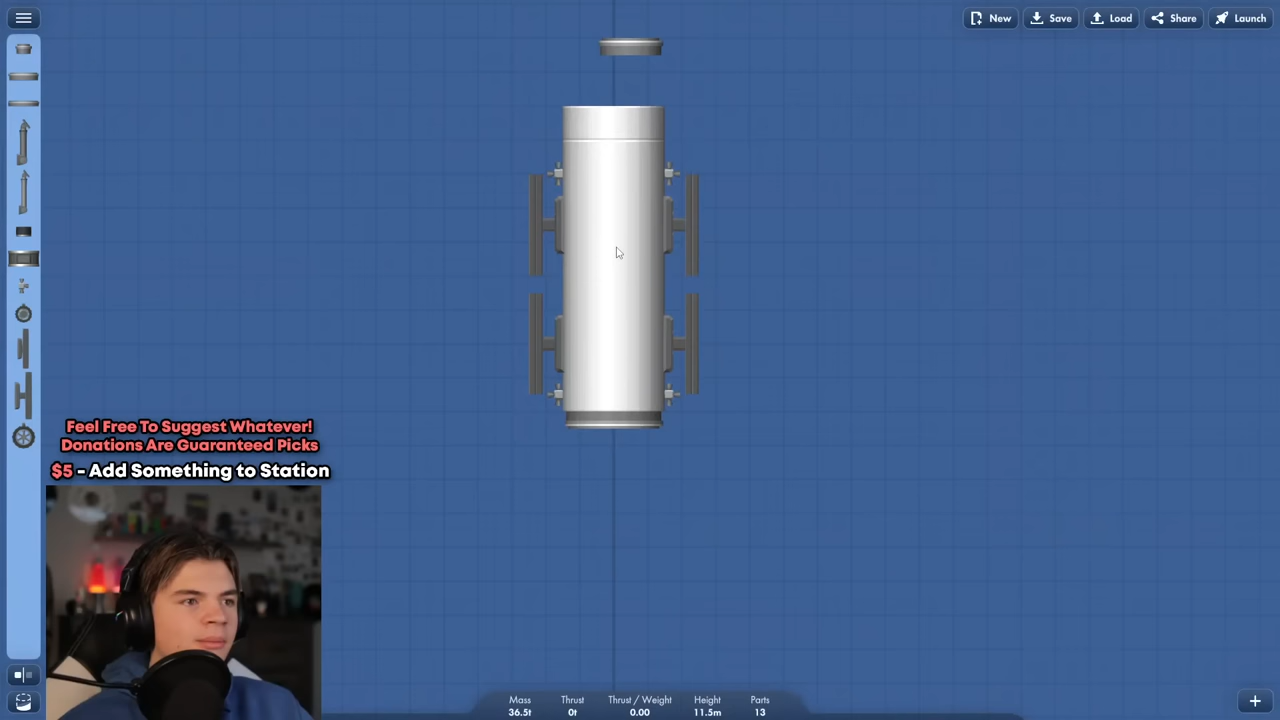 New
Save
Load
Share
Launch
Feel Free To Suggest Whatever!
Donations Are Guaranteed Picks
$5 - Add Something to Station
Mass
36.5t
Thrust
0t
Thrust / Weight
0.00
Height
11.5m
Parts
13